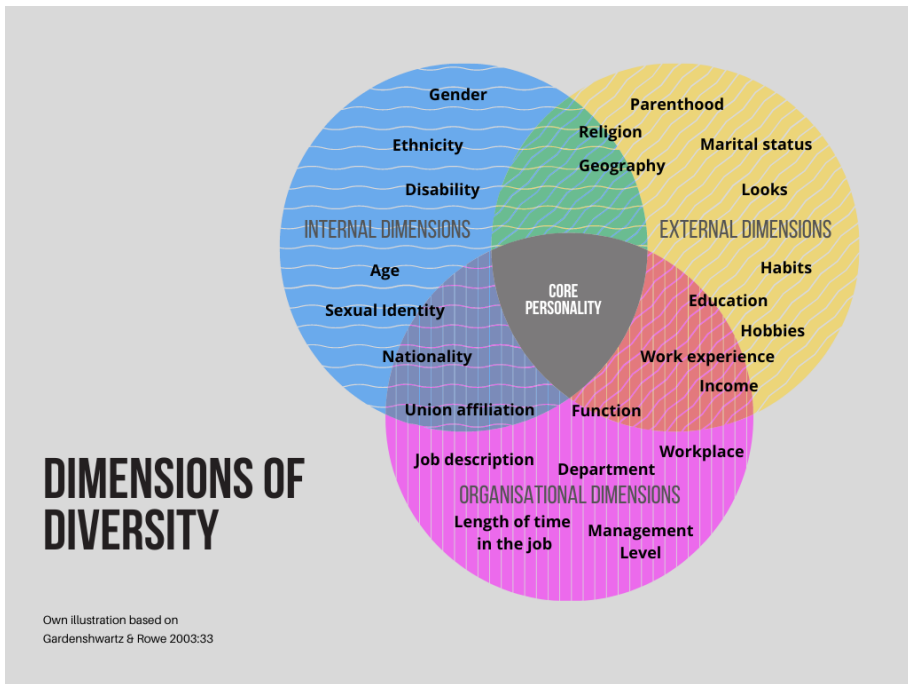 Gender
Parenthood
Religion
Ethnicity
Marital status
Geography
Disability
Looks
INTERNAL DIMENSIONS
EXTERNAL DIMENSIONS
Age
Habits
CORE
PERSONALITY
Education
Sexual Identity
Hobbies
Nationality
Work experience
Income
Union affiliation
Function
Job description
Department
Workplace
ORGANISATIONAL DIMENSIONS
Length of time
in the job
Management
Level
DIMENSIONS OF
DIVERSITY
Own illustration based on
Gardenshwartz & Rowe 2003:33